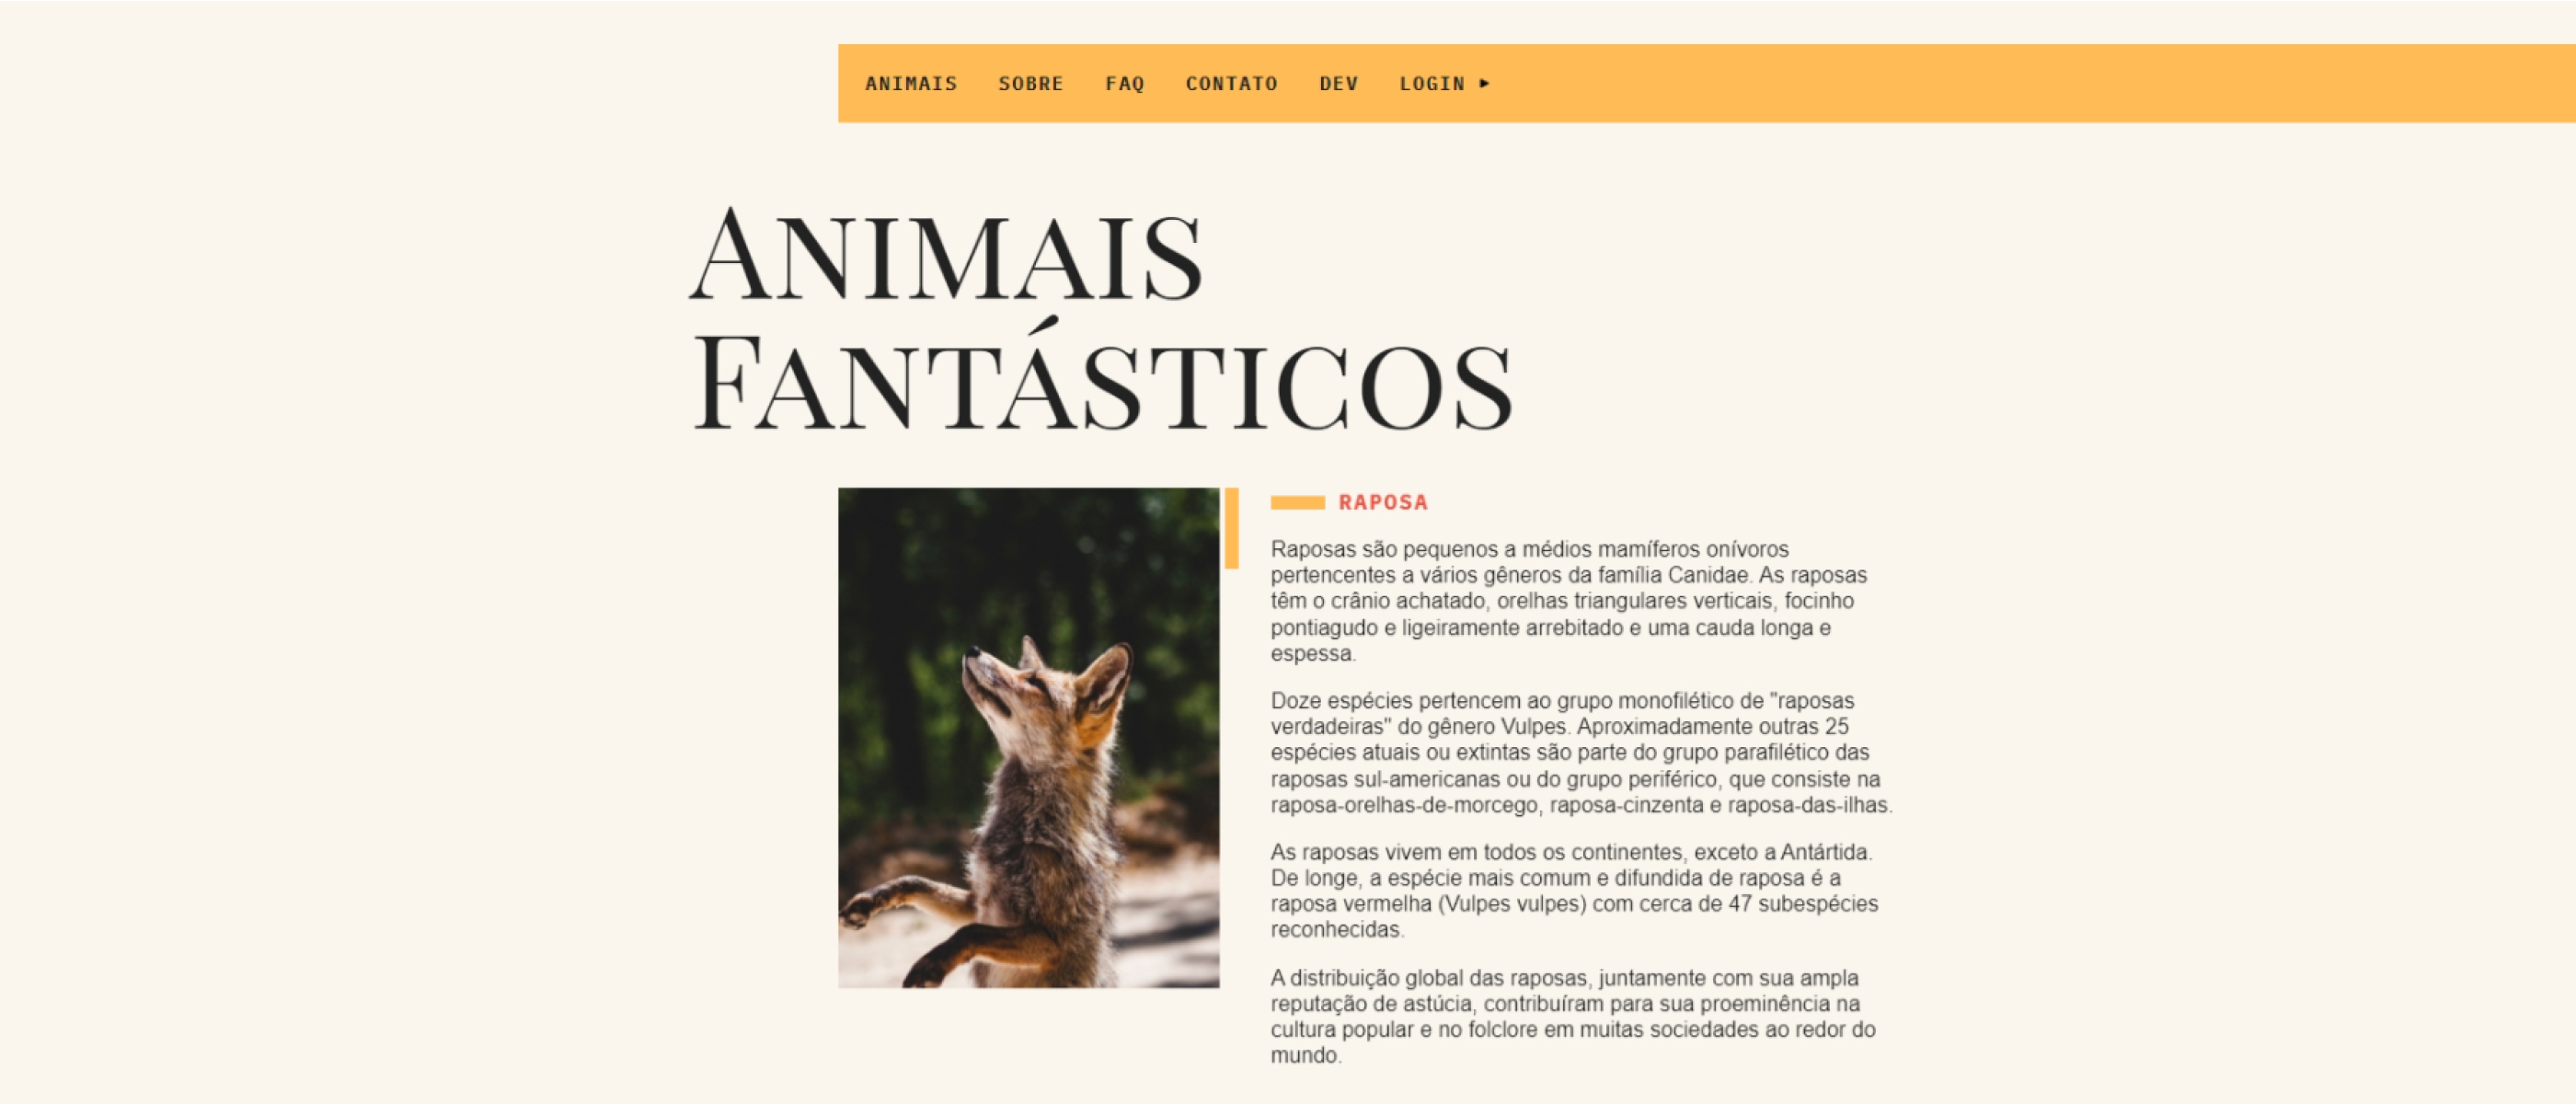 ANIMAIS SOBRE FAQ CONTATO DEV LOGIN ▸
ANIMAIS
FANTÁSTICOS
RAPOSA
Raposas são pequenos a médios mamíferos onívoros
pertencentes a vários gêneros da família Canidae. As raposas
têm o crânio achatado, orelhas triangulares verticais, focinho
pontiagudo e ligeiramente arrebitado e uma cauda longa e
espessa.
Doze espécies pertencem ao grupo monofilético de "raposas
verdadeiras" do gênero Vulpes. Aproximadamente outras 25
espécies atuais ou extintas são parte do grupo parafilético das
raposas sul-americanas ou do grupo periférico, que consiste na
raposa-orelhas-de-morcego, raposa-cinzenta e raposa-das-ilhas.
As raposas vivem em todos os continentes, exceto a Antártida.
De longe, a espécie mais comum e difundida de raposa é a
raposa vermelha (Vulpes vulpes) com cerca de 47 subespécies
reconhecidas.
A distribuição global das raposas, juntamente com sua ampla
reputação de astúcia, contribuíram para sua proeminência na
cultura popular e no folclore em muitas sociedades ao redor do
mundo.